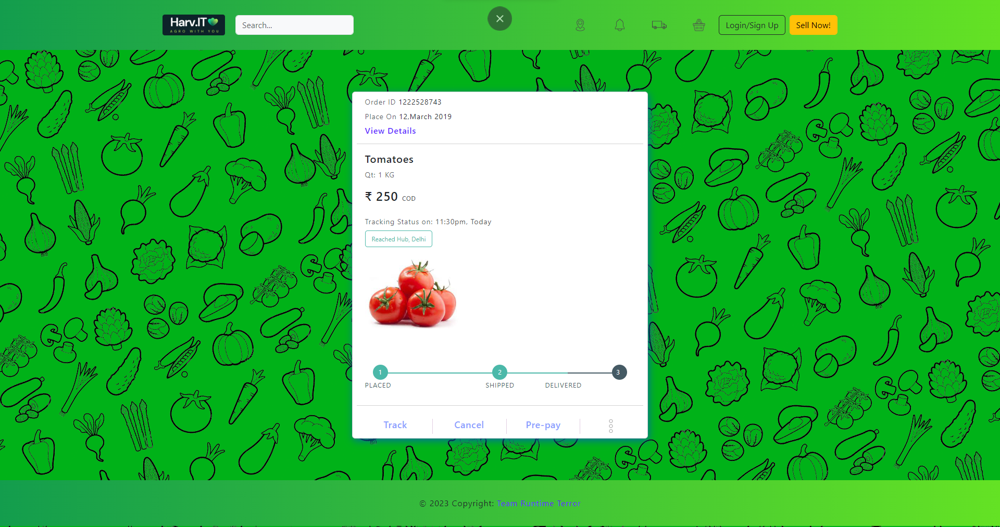 Harv.IT
AGRO WITH YOU
Search...
Login/Sign Up
Sell Now!
Order ID 1222528743
Place On 12,March 2019
View Details
Tomatoes
Qt: 1 KG
₹ 250 COD
Tracking Status on: 11:30pm, Today
Reached Hub, Delhi
1 2 3
PLACED SHIPPED DELIVERED
Track Cancel Pre-pay
© 2023 Copyright: Team Runtime Terror